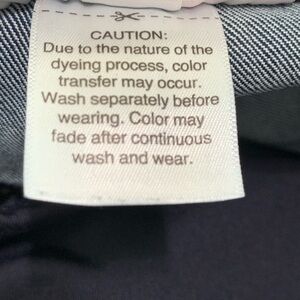 CAUTION:
Due to the nature of the
dyeing process, color
transfer may occur.
Wash separately before
wearing. Color may
fade after continuous
wash and wear.